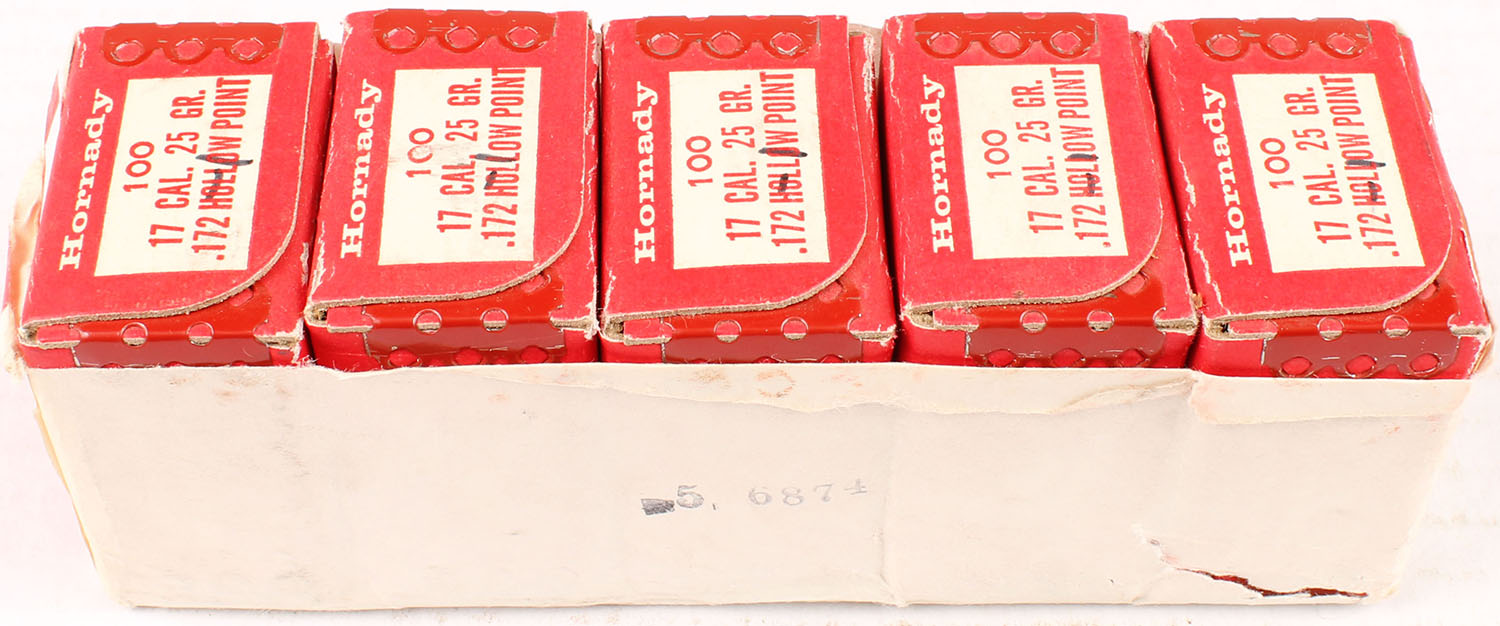 Hornady
100
17 CAL. 25 GR.
.172 HOLLOW POINT
Hornady
100
17 CAL. 25 GR.
.172 HOLLOW POINT
Hornady
100
17 CAL. 25 GR.
.172 HOLLOW POINT
Hornady
100
17 CAL. 25 GR.
.172 HOLLOW POINT
Hornady
100
17 CAL. 25 GR.
.172 HOLLOW POINT
5, 6874